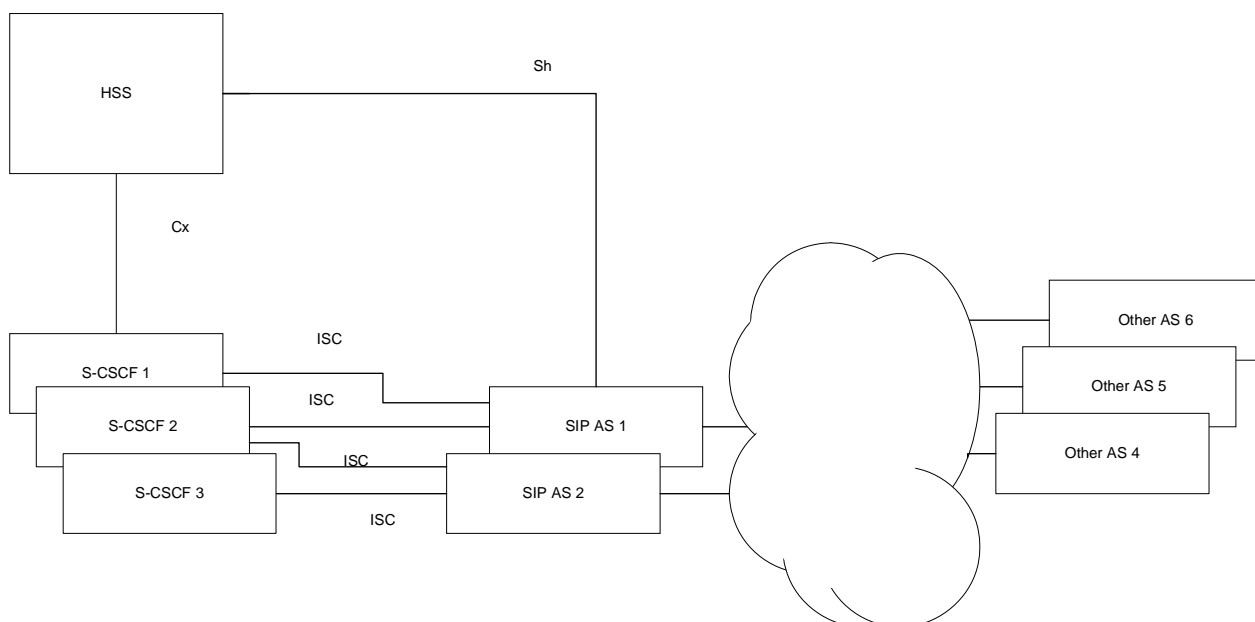 Sh
HSS
Cx
ISC
S-CSCF 1
ISC
S-CSCF 2
ISC
S-CSCF 3
ISC
SIP AS 1
SIP AS 2
Other AS 6
Other AS 5
Other AS 4